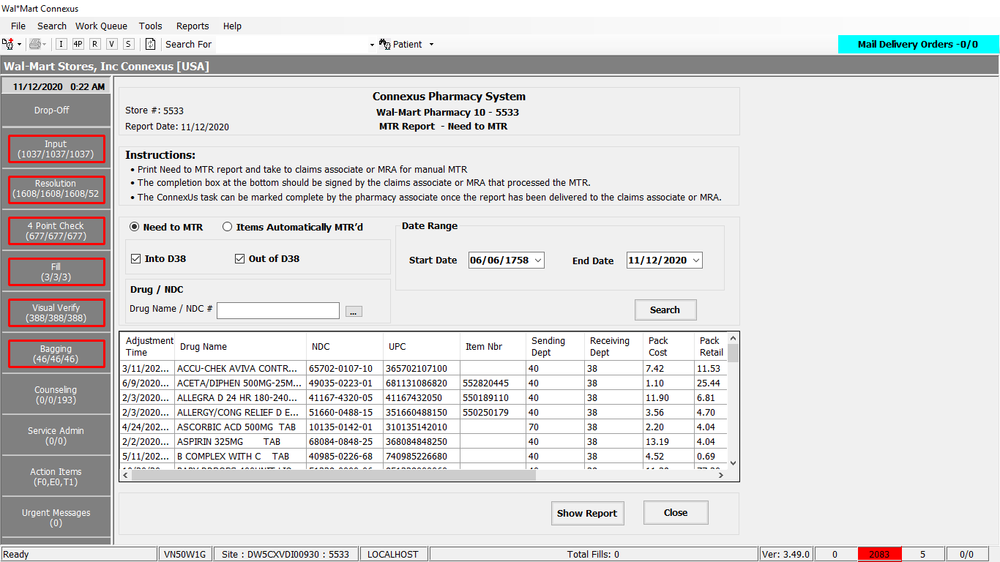 Wal*Mart Connexus
File Search Work Queue Tools Reports Help
I 4P R V S Search For Patient Mail Delivery Orders -0/0
Wal-Mart Stores, Inc Connexus [USA]
11/12/2020 0:22 AM
Drop-Off
Input
(1037/1037/1037)
Resolution
(1608/1608/1608/52
4 Point Check
(677/677/677)
Fill
(3/3/3)
Visual Verify
(388/388/388)
Bagging
(46/46/46)
Counseling
(0/0/193)
Service Admin
(0/0)
Action Items
(F0,E0,T1)
Urgent Messages
(0)
Connexus Pharmacy System
Store #: 5533
Wal-Mart Pharmacy 10 - 5533
Report Date: 11/12/2020
MTR Report - Need to MTR
Instructions:
• Print Need to MTR report and take to claims associate or MRA for manual MTR
• The completion box at the bottom should be signed by the claims associate or MRA that processed the MTR.
• The ConnexUs task can be marked complete by the pharmacy associate once the report has been delivered to the claims associate or MRA.
Need to MTR Items Automatically MTR'd
Into D38 Out of D38
Date Range
Start Date 06/06/1758 End Date 11/12/2020
Drug / NDC
Drug Name / NDC # ...
Search
Adjustment Time Drug Name NDC UPC Item Nbr Sending Dept Receiving Dept Pack Cost Pack Retail
3/11/202... ACCU-CHEK AVIVA CONTR... 65702-0107-10 365702107100 40 38 7.42 11.53
6/9/2020... ACETA/DIPHEN 500MG-25M... 49035-0223-01 681131086820 552820445 40 38 1.10 25.44
2/3/2020... ALLEGRA D 24 HR 180-240... 41167-4320-05 41167432050 550189110 40 38 11.90 6.81
2/3/2020... ALLERGY/CONG RELIEF D E... 51660-0488-15 351660488150 550250179 40 38 3.56 4.70
4/24/202... ASCORBIC ACD 500MG TAB 10135-0142-01 310135142010 70 38 2.20 4.04
2/2/2020... ASPIRIN 325MG TAB 68084-0848-25 368084848250 40 38 13.19 4.04
5/11/202... B COMPLEX WITH C TAB 40985-0226-68 740985226680 40 38 4.52 0.69
Show Report Close
Ready VN50W1G Site : DW5CXVDI00930 : 5533 LOCALHOST Total Fills: 0 Ver: 3.49.0 0 2083 5 0/0